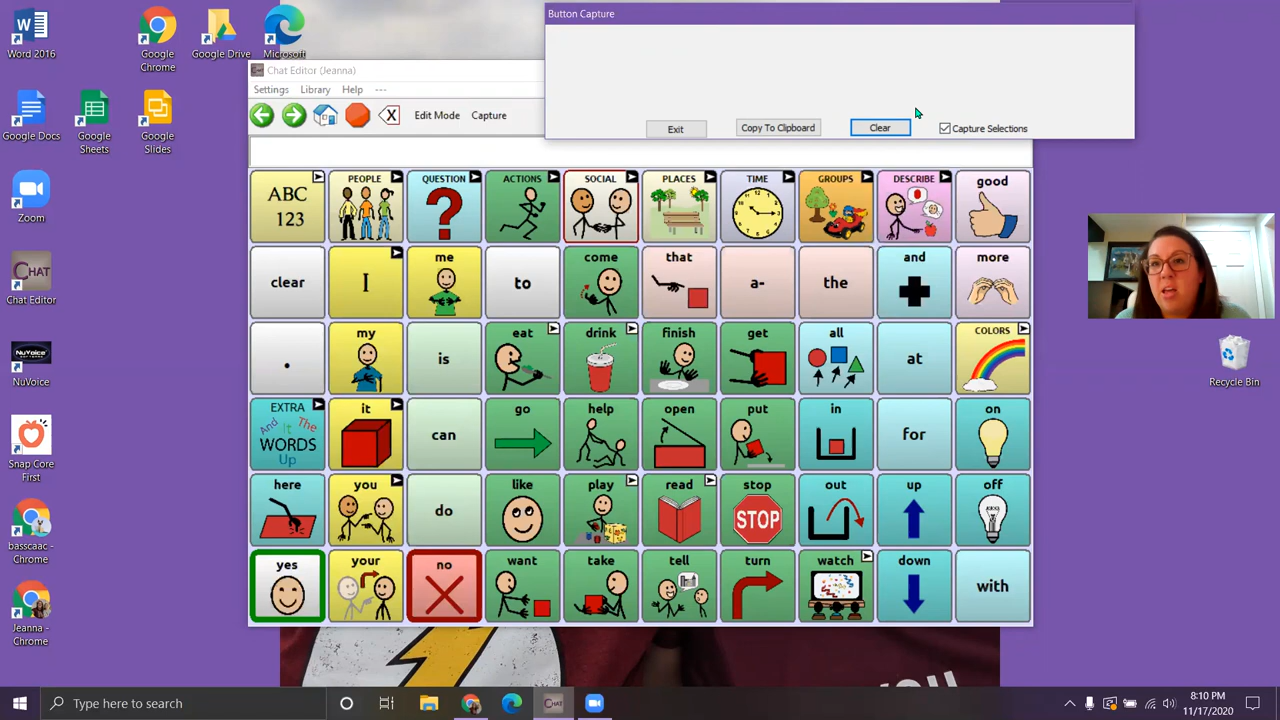 Word 2016
Google Chrome
Google Drive
Microsoft
Google Docs
Google Sheets
Google Slides
Zoom
Chat Editor
NuVoice
Snap Core First
basscaac - Chrome
Jeanna - Chrome
Recycle Bin
Button Capture
Exit
Copy To Clipboard
Clear
Capture Selections
Chat Editor (Jeanna)
Settings Library Help ---
Edit Mode Capture
ABC 123
PEOPLE
QUESTION
ACTIONS
SOCIAL
PLACES
TIME
GROUPS
DESCRIBE
good
clear
I
me
to
come
that
a-
the
and
more
.
my
is
eat
drink
finish
get
all
at
COLORS
EXTRA
And It The
WORDS
Up
it
can
go
help
open
put
in
for
on
here
you
do
like
play
read
stop
STOP
out
up
off
yes
your
no
want
take
tell
turn
watch
down
with
Type here to search
8:10 PM
11/17/2020